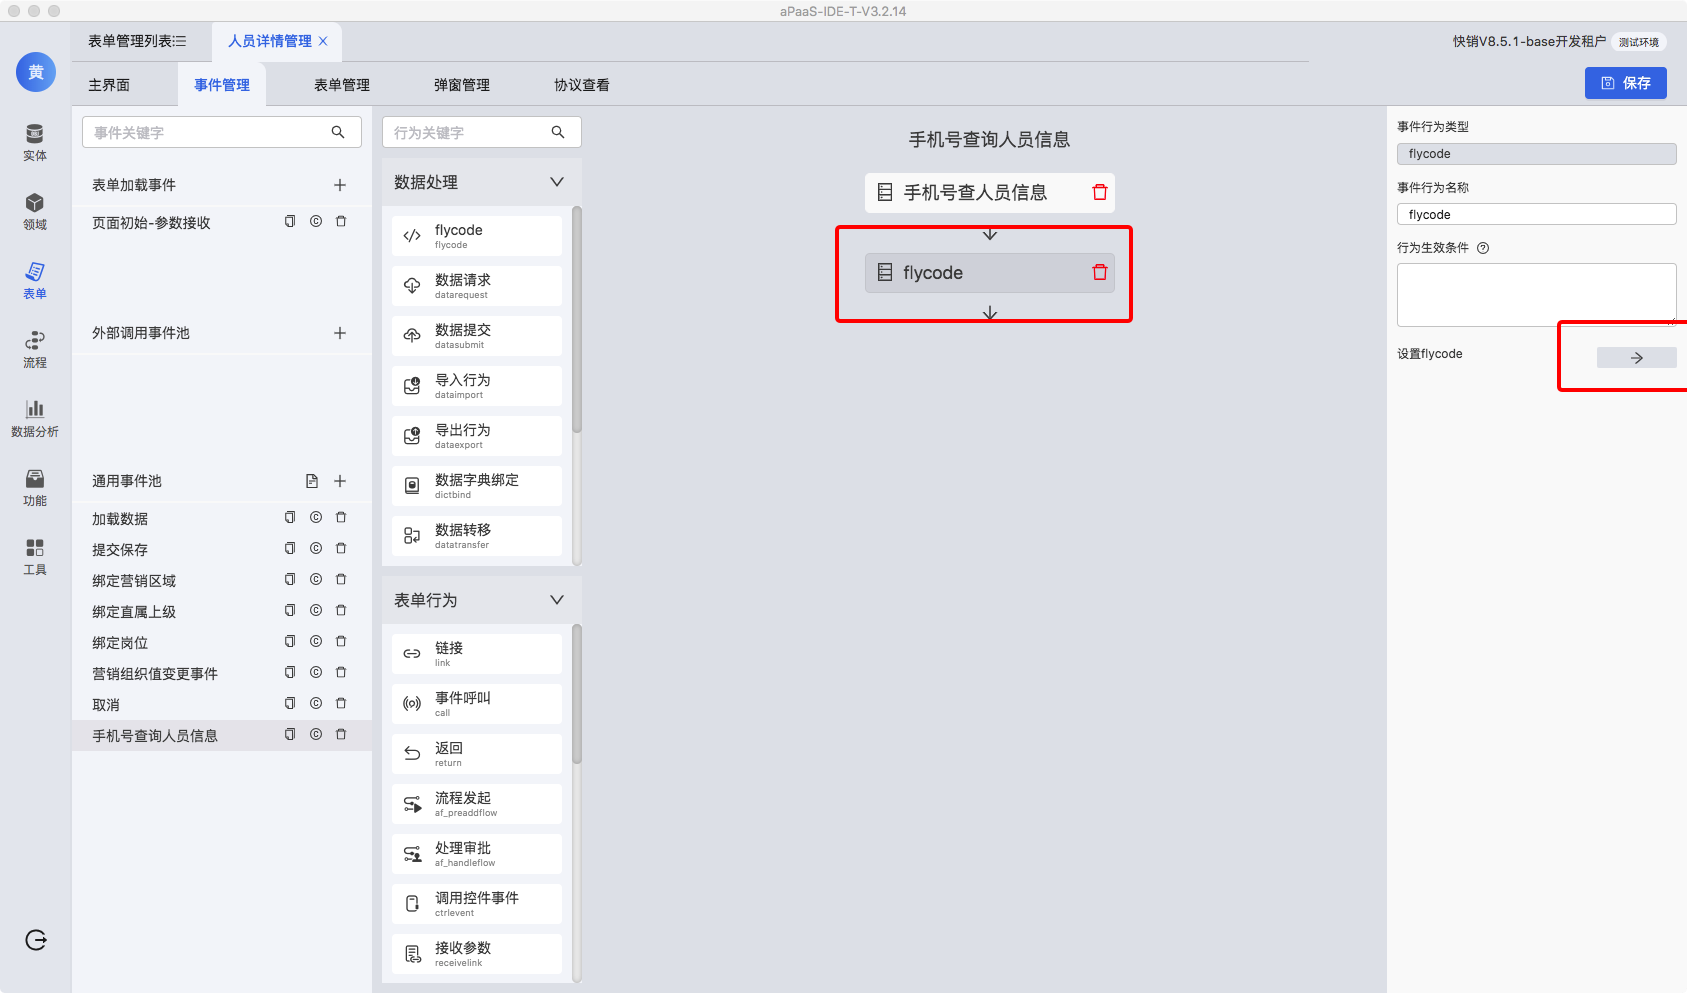 aPaaS-IDE-T-V3.2.14
表单管理列表
人员详情管理
快销V8.5.1-base开发租户
测试环境
黄
主界面
事件管理
表单管理
弹窗管理
协议查看
保存
实体
领域
表单
流程
数据分析
功能
工具
事件关键字
表单加载事件
页面初始-参数接收
外部调用事件池
通用事件池
加载数据
提交保存
绑定营销区域
绑定直属上级
绑定岗位
营销组织值变更事件
取消
手机号查询人员信息
行为关键字
数据处理
flycode
flycode
数据请求
datarequest
数据提交
datasubmit
导入行为
dataimport
导出行为
dataexport
数据字典绑定
dictbind
数据转移
datatransfer
表单行为
链接
link
事件呼叫
call
返回
return
流程发起
af_preaddflow
处理审批
af_handleflow
调用控件事件
ctrlevent
接收参数
receivelink
手机号查询人员信息
手机号查人员信息
flycode
事件行为类型
flycode
事件行为名称
flycode
行为生效条件
设置flycode